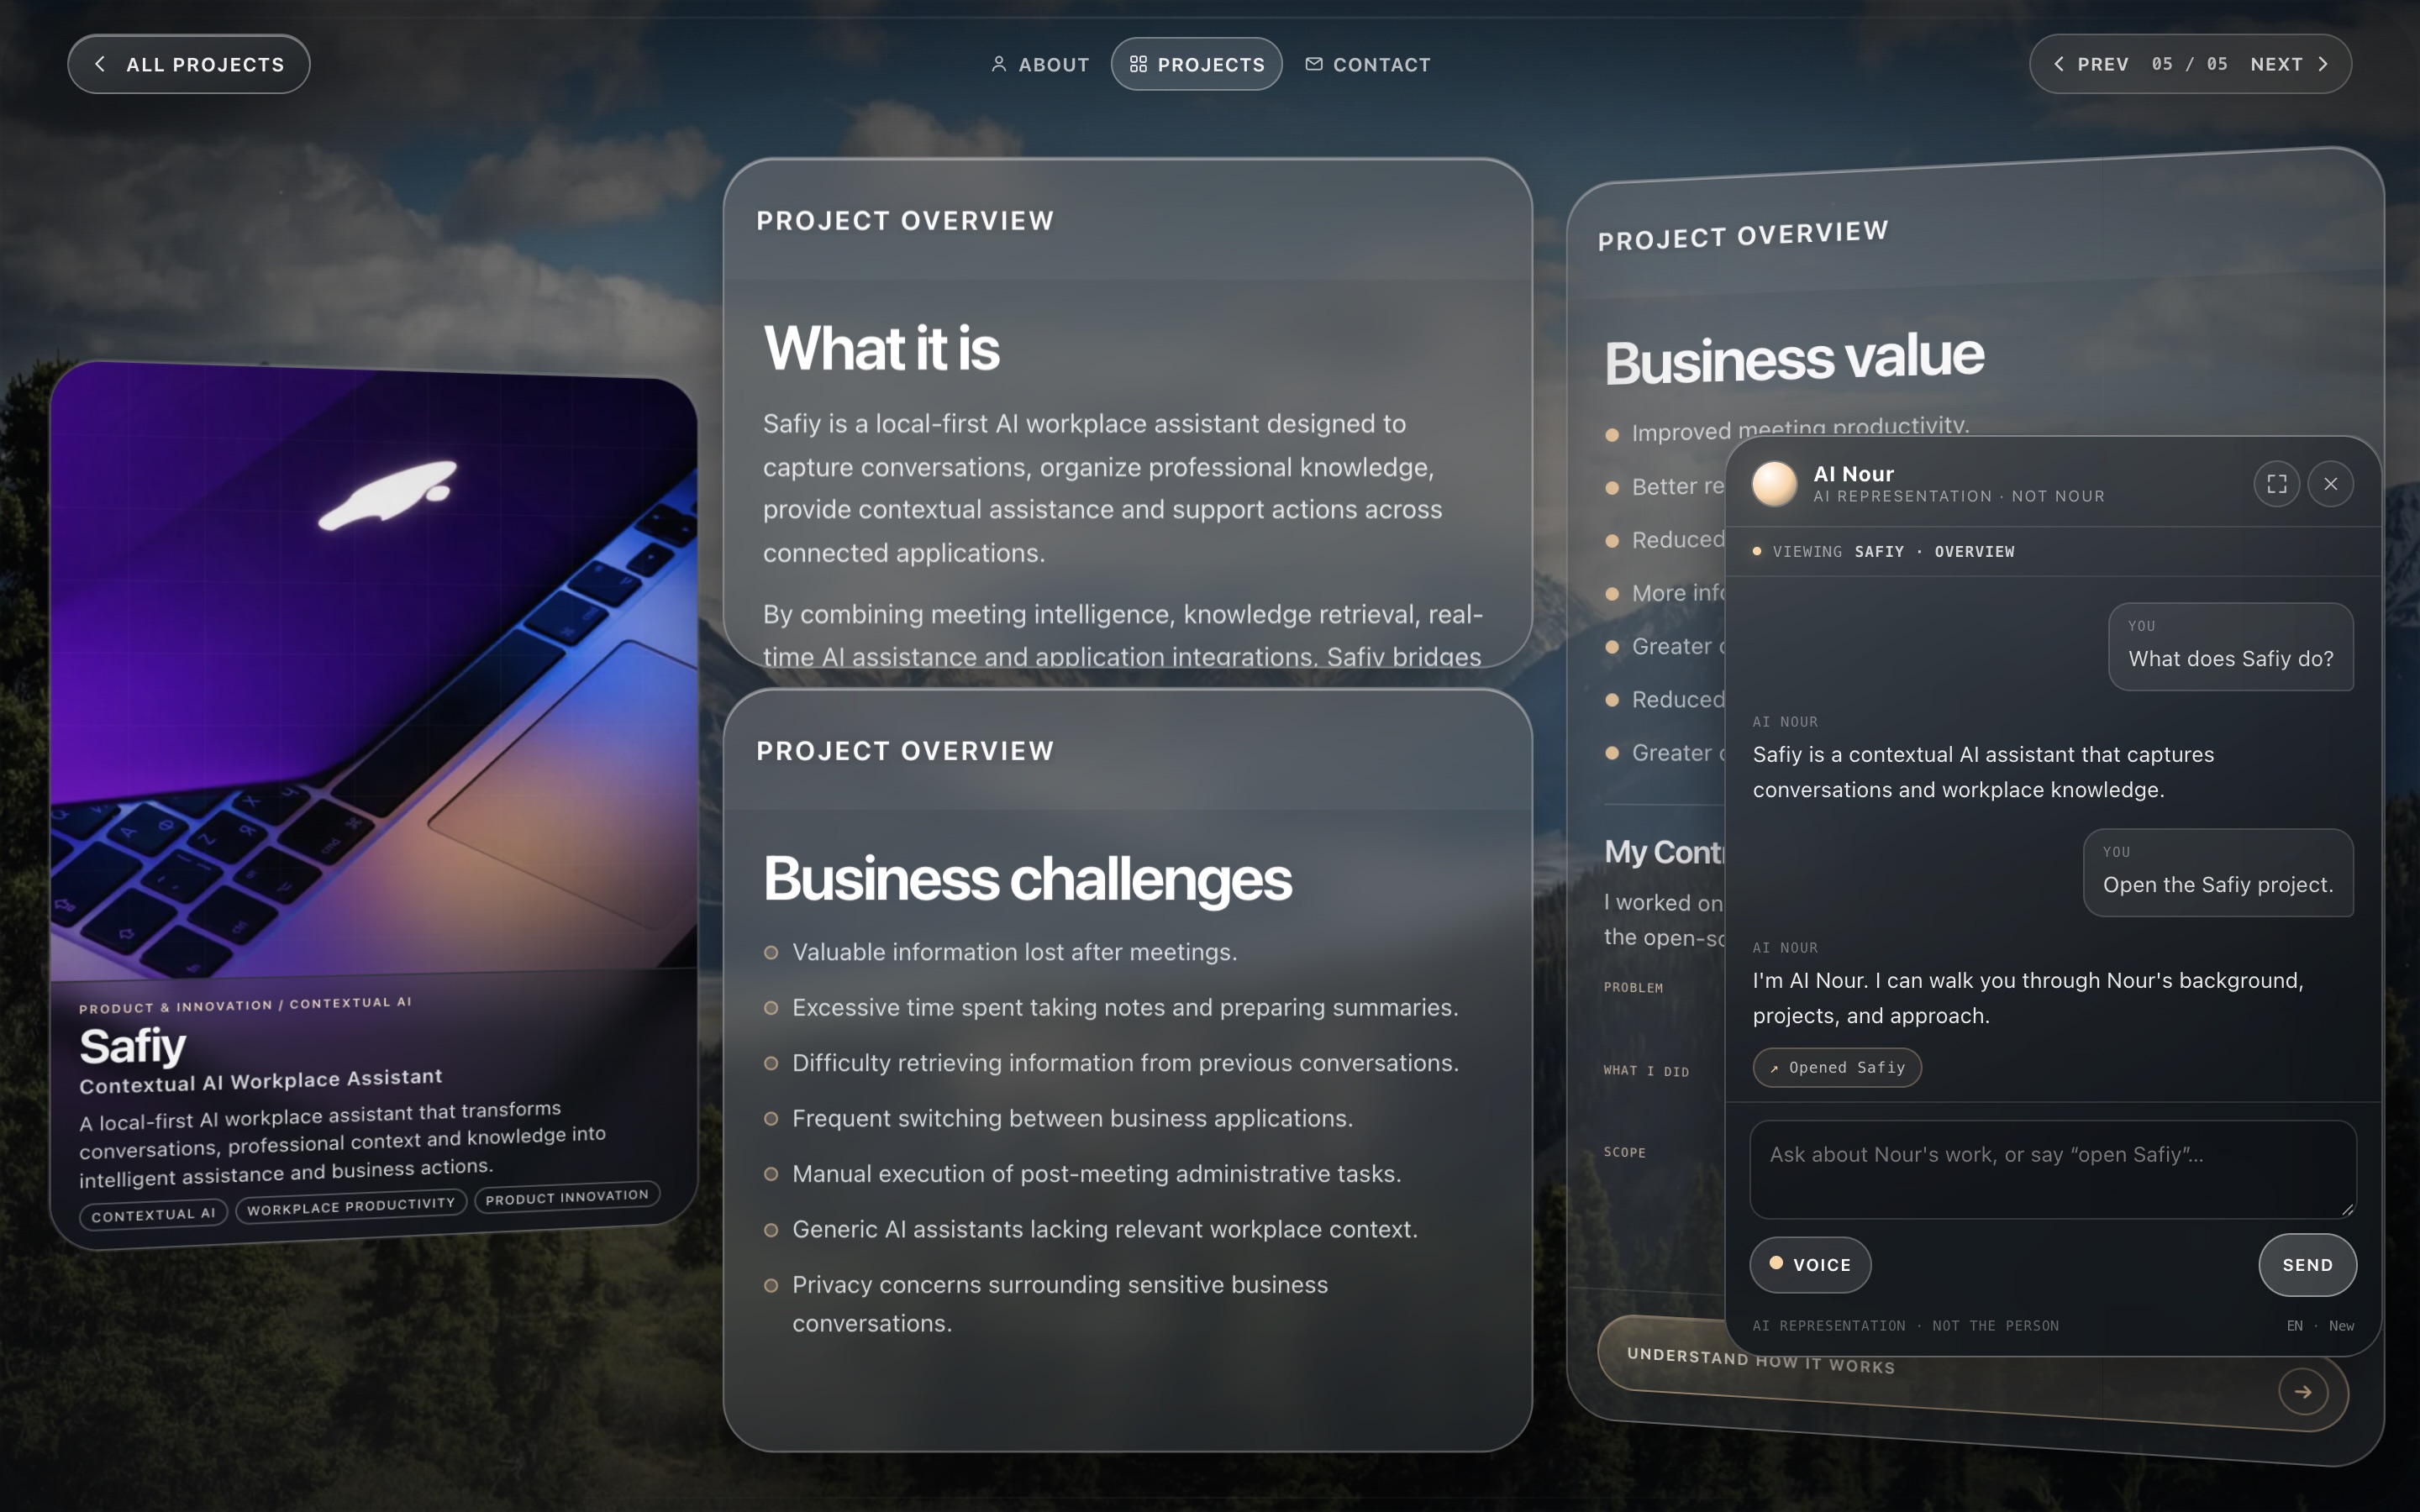 ALL PROJECTS
ABOUT
PROJECTS
CONTACT
PREV 05 / 05 NEXT
PRODUCT & INNOVATION / CONTEXTUAL AI
Safiy
Contextual AI Workplace Assistant
A local-first AI workplace assistant that transforms
conversations, professional context and knowledge into
intelligent assistance and business actions.
CONTEXTUAL AI
WORKPLACE PRODUCTIVITY
PRODUCT INNOVATION
PROJECT OVERVIEW
What it is
Safiy is a local-first AI workplace assistant designed to
capture conversations, organize professional knowledge,
provide contextual assistance and support actions across
connected applications.
By combining meeting intelligence, knowledge retrieval, real-
time AI assistance and application integrations, Safiy bridges
PROJECT OVERVIEW
Business challenges
Valuable information lost after meetings.
Excessive time spent taking notes and preparing summaries.
Difficulty retrieving information from previous conversations.
Frequent switching between business applications.
Manual execution of post-meeting administrative tasks.
Generic AI assistants lacking relevant workplace context.
Privacy concerns surrounding sensitive business
conversations.
PROJECT OVERVIEW
Business value
Improved meeting productivity.
Better
Reduced
More
Greater
Reduced
Greater
My
I worked on
the
PROBLEM
WHAT I DID
SCOPE
UNDERSTAND HOW IT WORKS
AI Nour
AI REPRESENTATION · NOT NOUR
VIEWING SAFIY · OVERVIEW
YOU
What does Safiy do?
AI NOUR
Safiy is a contextual AI assistant that captures
conversations and workplace knowledge.
YOU
Open the Safiy project.
AI NOUR
I'm AI Nour. I can walk you through Nour's background,
projects, and approach.
↗ Opened Safiy
Ask about Nour's work, or say “open Safiy”…
VOICE
SEND
AI REPRESENTATION · NOT THE PERSON
EN · New